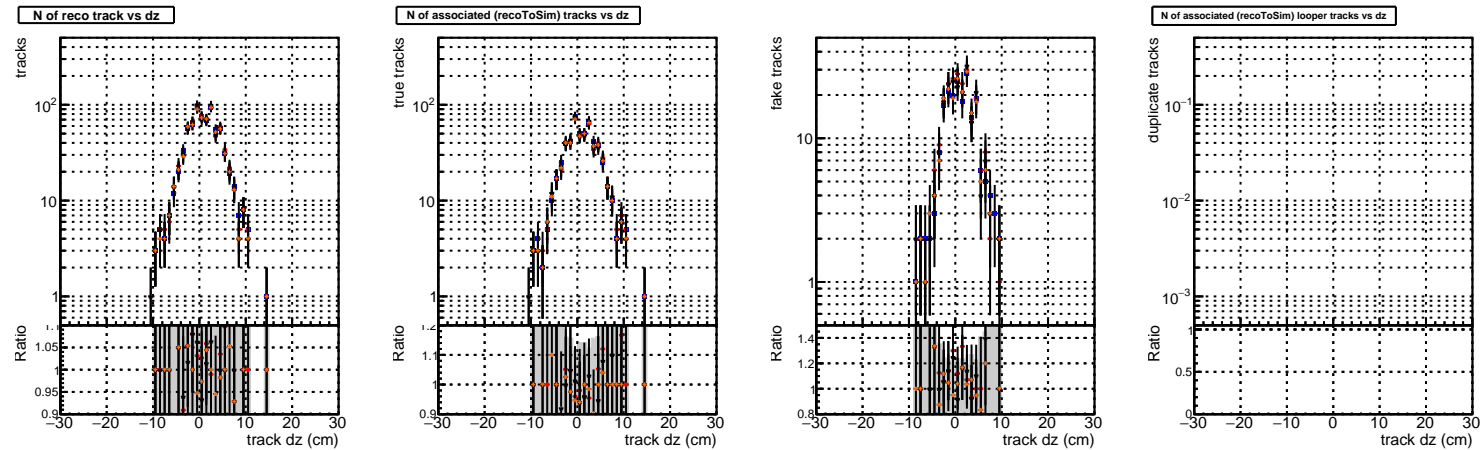 N of reco track vs dz
tracks
10²
10
1
Ratio
1.1
1.05
1
0.95
0.9
−30 −20 −10 0 10 20 30
track dz (cm)
N of associated (recoToSim) tracks vs dz
true tracks
10²
10
1
Ratio
1.2
1.1
1
0.9
−30 −20 −10 0 10 20 30
track dz (cm)
fake tracks
10
1
Ratio
1.4
1.2
1
0.8
−30 −20 −10 0 10 20 30
track dz (cm)
N of associated (recoToSim) looper tracks vs dz
duplicate tracks
10⁻¹
10⁻²
10⁻³
Ratio
1
0.5
0
−30 −20 −10 0 10 20 30
track dz (cm)